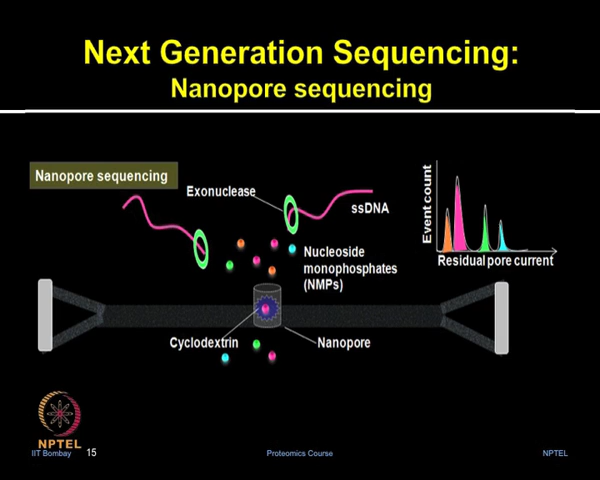 Next Generation Sequencing:
Nanopore sequencing
Nanopore sequencing
Exonuclease
ssDNA
Nucleoside
monophosphates
(NMPs)
Cyclodextrin
Nanopore
Event count
Residual pore current
NPTEL
IIT Bombay
15
Proteomics Course
NPTEL